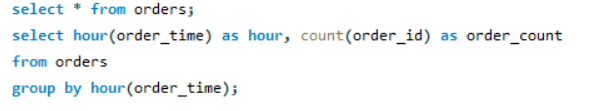 select * from orders;
select hour(order_time) as hour, count(order_id) as order_count
from orders
group by hour(order_time);